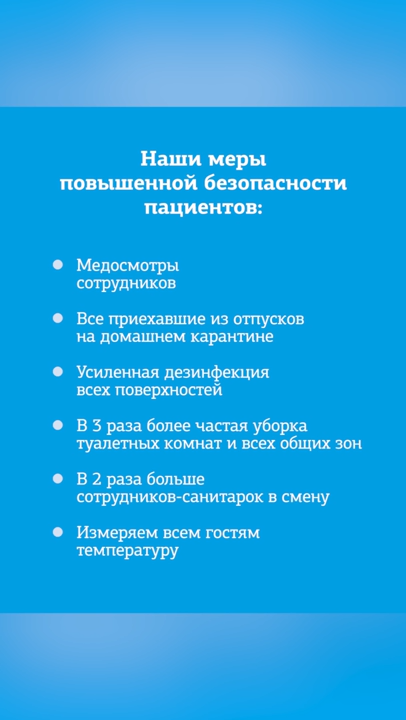 Наши меры
повышенной безопасности
пациентов:
Медосмотры
сотрудников
Все приехавшие из отпусков
на домашнем карантине
Усиленная дезинфекция
всех поверхностей
В 3 раза более частая уборка
туалетных комнат и всех общих зон
В 2 раза больше
сотрудников-санитарок в смену
Измеряем всем гостям
температуру